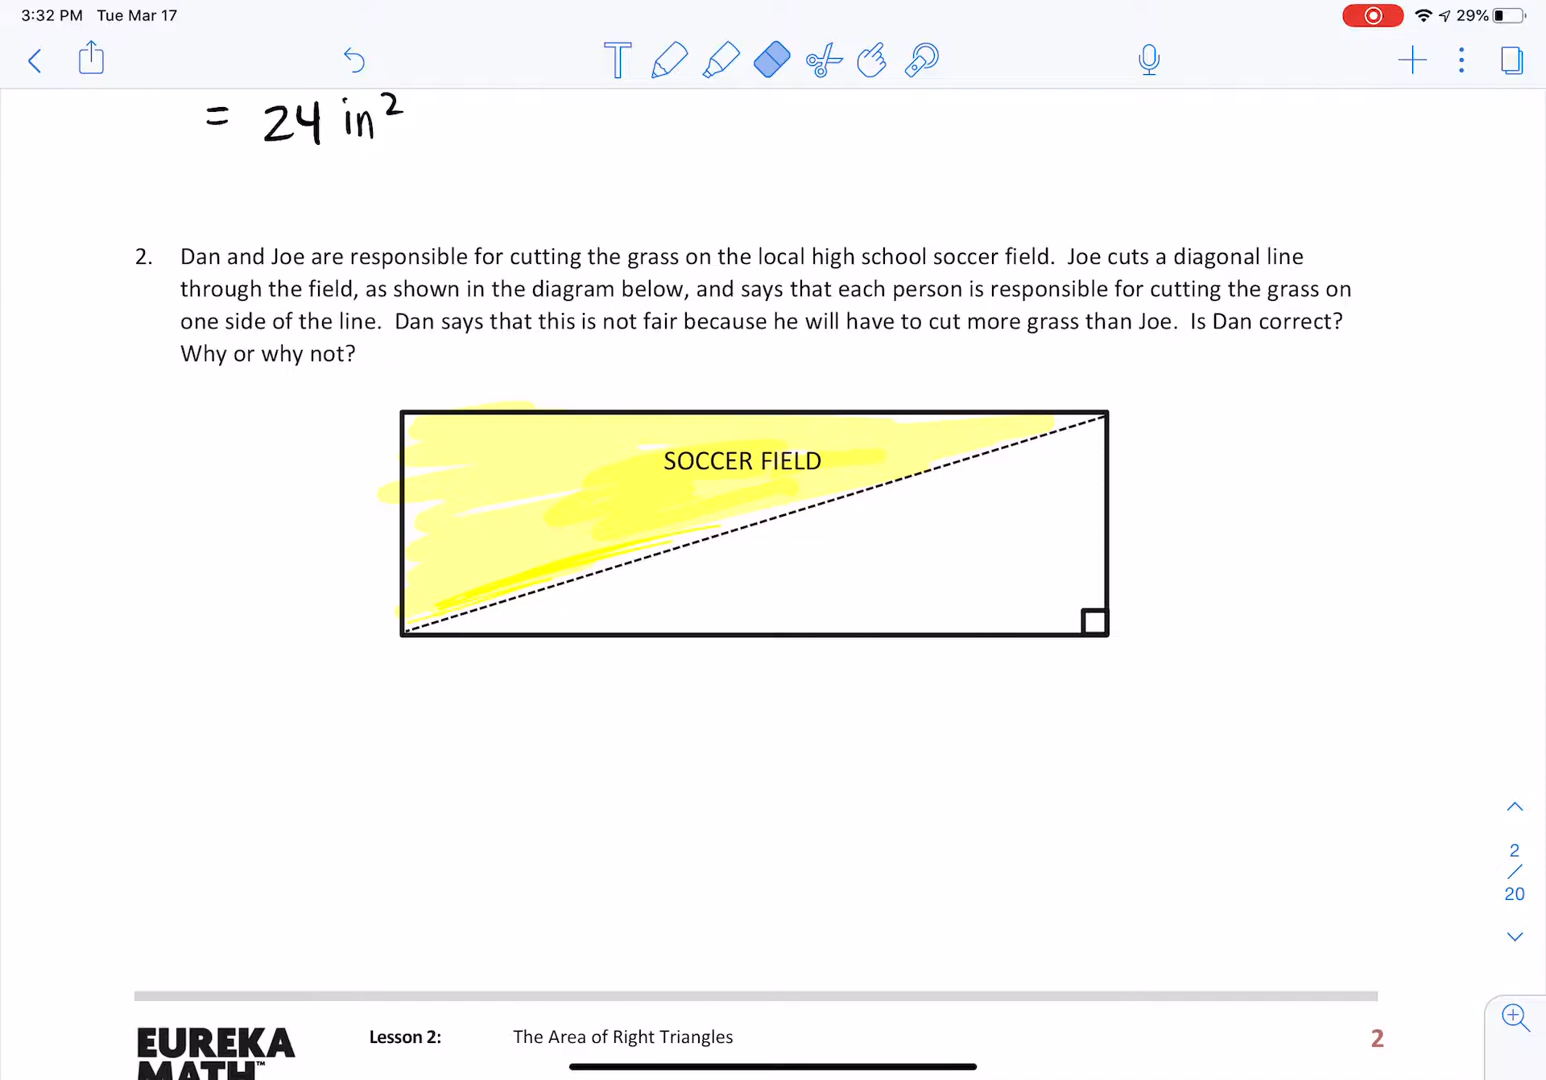 3:32 PM Tue Mar 17
29%
T
= 24 in²
2. Dan and Joe are responsible for cutting the grass on the local high school soccer field. Joe cuts a diagonal line
through the field, as shown in the diagram below, and says that each person is responsible for cutting the grass on
one side of the line. Dan says that this is not fair because he will have to cut more grass than Joe. Is Dan correct?
Why or why not?
SOCCER FIELD
2
/
20
EUREKA
MATH™
Lesson 2: The Area of Right Triangles
2